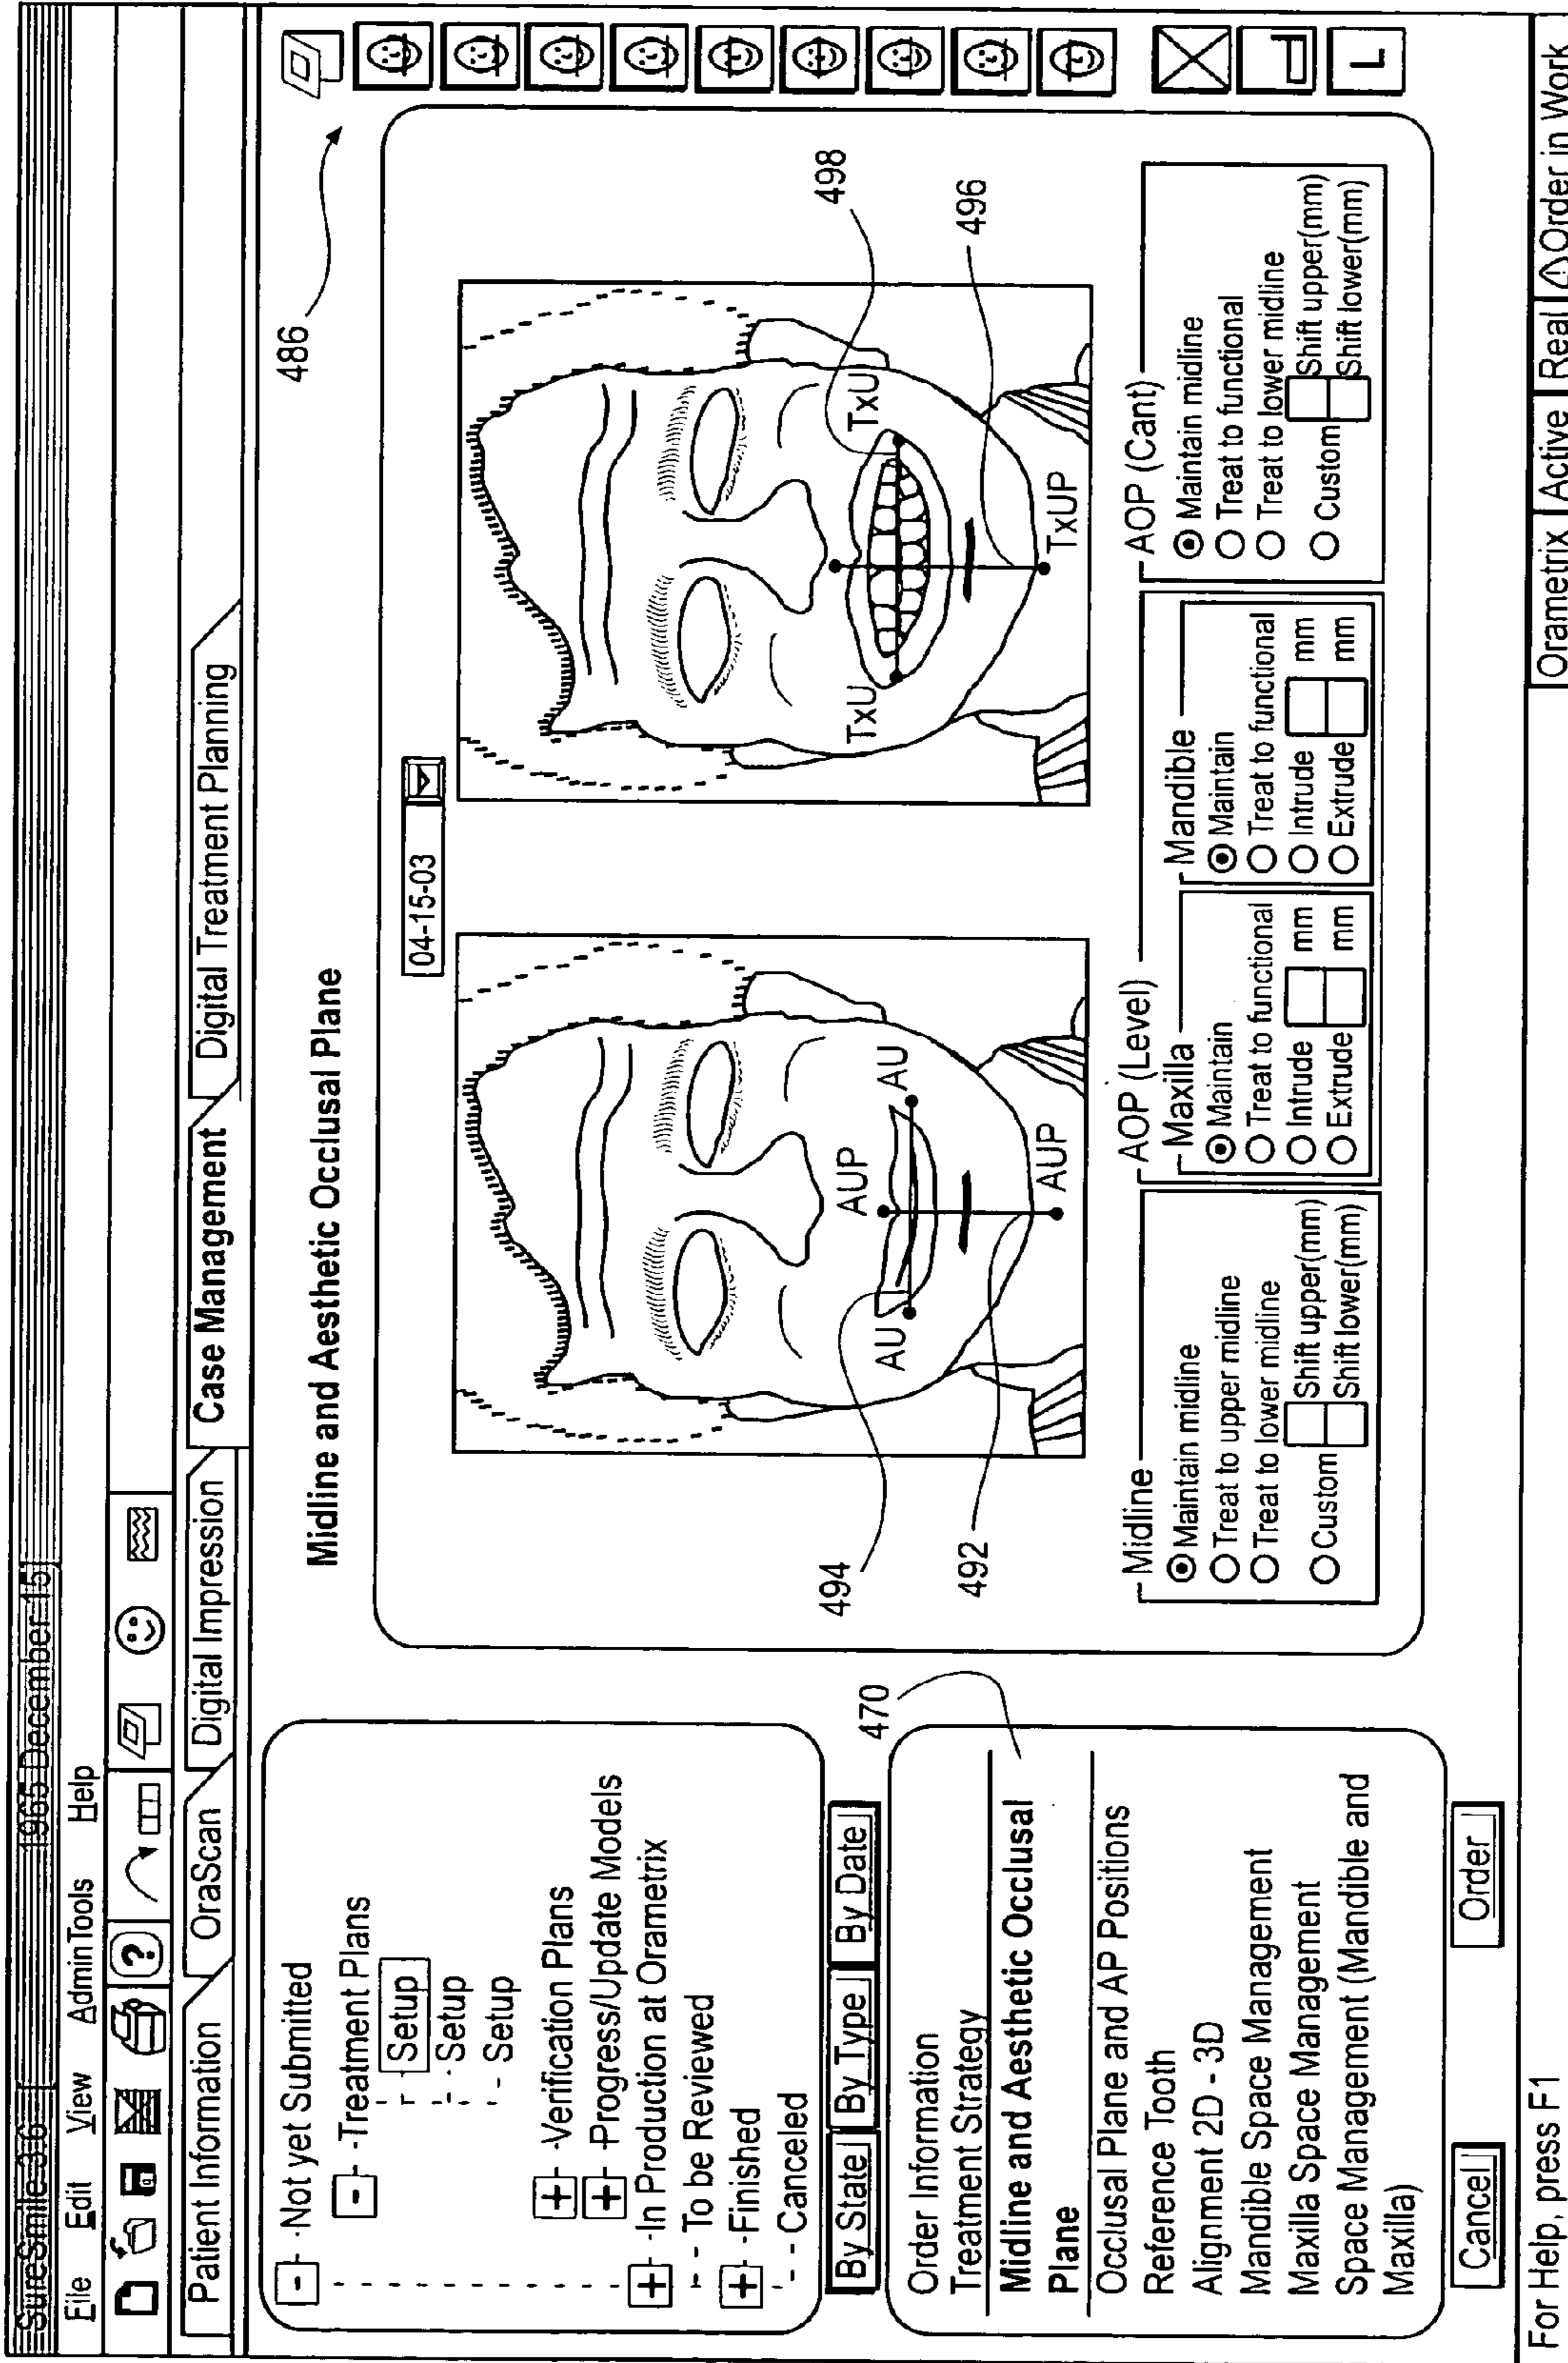 SureSmile 3.6 1965 December 15
File Edit View AdminTools Help
?
Patient Information OraScan Digital Impression Case Management Digital Treatment Planning
- Not yet Submitted
- Treatment Plans
Setup
Setup
Setup
+ Verification Plans
+ Progress/Update Models
+ In Production at Orametrix
To be Reviewed
+ Finished
Canceled
By State By Type By Date
470
Order Information
Treatment Strategy
Midline and Aesthetic Occlusal
Plane
Occlusal Plane and AP Positions
Reference Tooth
Alignment 2D - 3D
Mandible Space Management
Maxilla Space Management
Space Management (Mandible and
Maxilla)
Cancel Order
Midline and Aesthetic Occlusal Plane
486
04-15-03
494
492
AU
AUP
AU
AUP
TxU
TxU
TxUP
498
496
Midline
Maintain midline
Treat to upper midline
Treat to lower midline
Custom
Shift upper(mm)
Shift lower(mm)
AOP (Level)
Maxilla
Maintain
Treat to functional
Intrude mm
Extrude mm
Mandible
Maintain
Treat to functional
Intrude mm
Extrude mm
AOP (Cant)
Maintain midline
Treat to functional
Treat to lower midline
Custom
Shift upper(mm)
Shift lower(mm)
L
For Help, press F1
Orametrix Active Real Order in Work